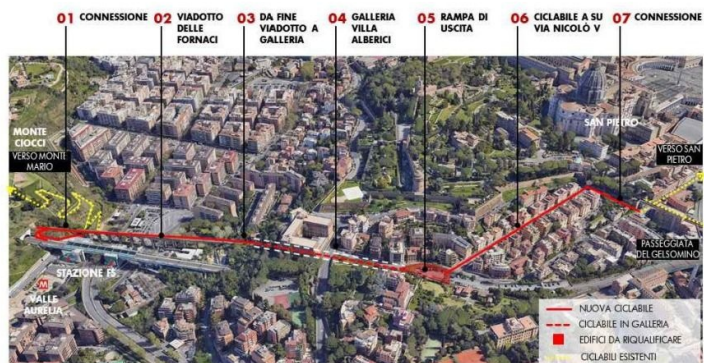 01 CONNESSIONE
02 VIADOTTO DELLE
FORNACI
03 DA FINE
VIADOTTO A
GALLERIA
04 GALLERIA
VILLA
ALBERICI
05 RAMPA DI
USCITA
06 CICLABILE A SU
VIA NICOLÒ V
07 CONNESSIONE
MONTE
CIOCCI
VERSO MONTE
MARIO
SAN PIETRO
VERSO SAN
PIETRO
PASSEGGIATA
DEL GELSOMINO
STAZIONE FS
M
VALLE
AURELIA
NUOVA CICLABILE
CICLABILE IN GALLERIA
EDIFICI DA RIQUALIFICARE
CICLABILI ESISTENTI